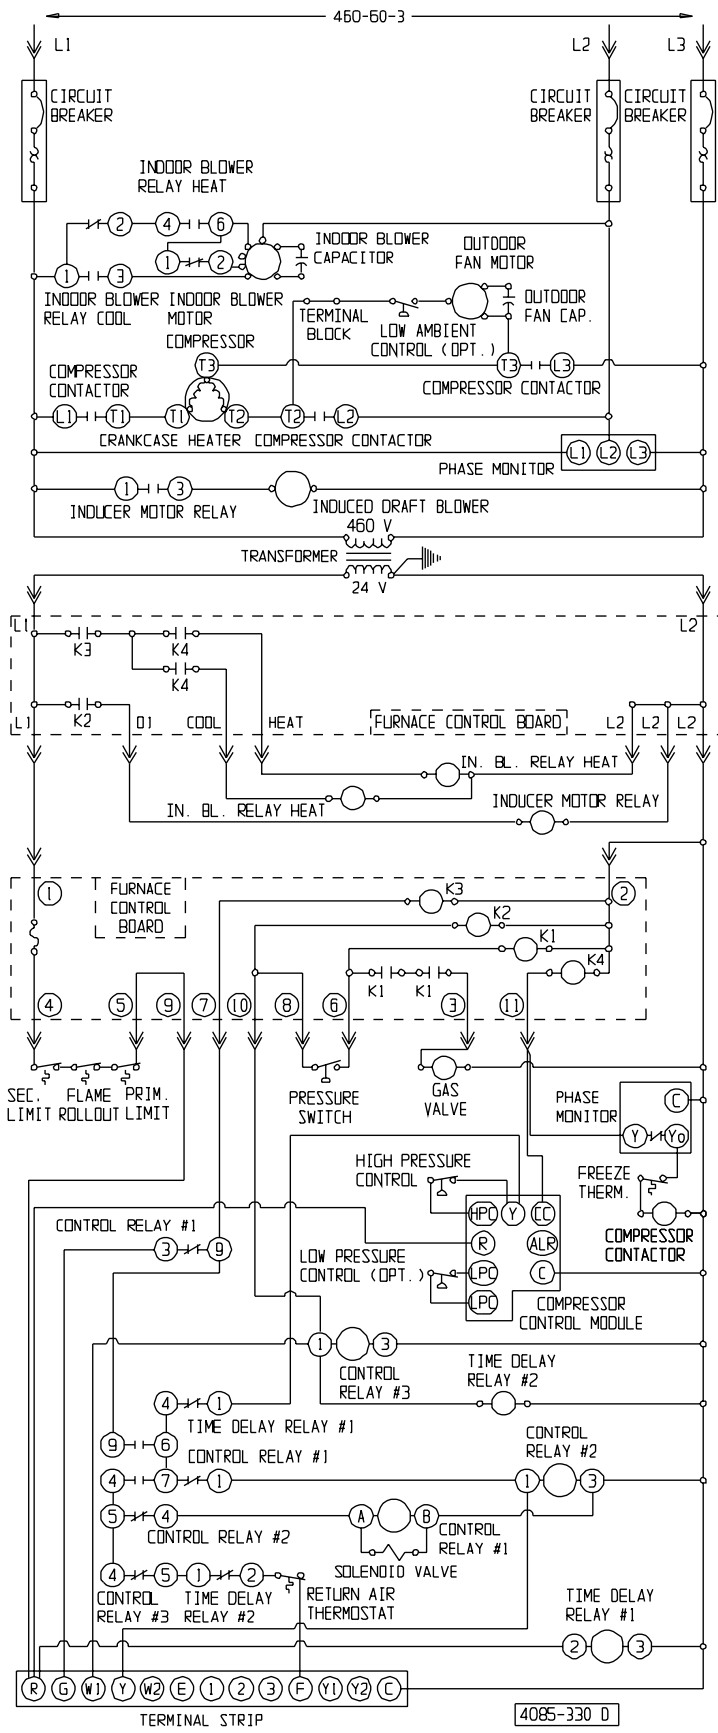 460-60-3
L1
L2
L3
CIRCUIT
BREAKER
CIRCUIT
BREAKER
CIRCUIT
BREAKER
INDOOR BLOWER
RELAY HEAT
2
4
6
INDOOR BLOWER
CAPACITOR
OUTDOOR
FAN MOTOR
1
2
1
3
INDOOR BLOWER
RELAY COOL
INDOOR BLOWER
MOTOR
TERMINAL
BLOCK
LOW AMBIENT
CONTROL (OPT.)
OUTDOOR
FAN CAP.
COMPRESSOR
T3
T3
L3
COMPRESSOR
CONTACTOR
COMPRESSOR CONTACTOR
L1
T1
T1
T2
T2
L2
CRANKCASE HEATER
COMPRESSOR CONTACTOR
L1
L2
L3
PHASE MONITOR
1
3
INDUCER MOTOR RELAY
INDUCED DRAFT BLOWER
460 V
TRANSFORMER
24 V
L1
L2
K3
K4
K4
K2
L1
01
COOL
HEAT
FURNACE CONTROL BOARD
L2
L2
L2
IN. BL. RELAY HEAT
IN. BL. RELAY HEAT
INDUCER MOTOR RELAY
1
FURNACE
CONTROL
BOARD
K3
2
K2
K1
K4
K1
K1
4
5
9
7
10
8
6
3
11
SEC.
LIMIT
FLAME
ROLLOUT
PRIM.
LIMIT
PRESSURE
SWITCH
GAS
VALVE
PHASE
MONITOR
C
Y
Yo
HIGH PRESSURE
CONTROL
FREEZE
THERM.
HPC
Y
CC
COMPRESSOR
CONTACTOR
CONTROL RELAY #1
3
9
R
ALR
LOW PRESSURE
CONTROL (OPT.)
LPC
C
LPC
COMPRESSOR
CONTROL MODULE
1
3
CONTROL
RELAY #3
TIME DELAY
RELAY #2
4
1
TIME DELAY RELAY #1
9
6
CONTROL RELAY #1
CONTROL
RELAY #2
4
7
1
1
3
5
4
A
B
CONTROL RELAY #2
CONTROL
RELAY #1
SOLENOID VALVE
4
5
1
2
CONTROL
RELAY #3
TIME DELAY
RELAY #2
RETURN AIR
THERMOSTAT
TIME DELAY
RELAY #1
2
3
R
G
W1
Y
W2
E
1
2
3
F
Y1
Y2
C
TERMINAL STRIP
4085-330 D